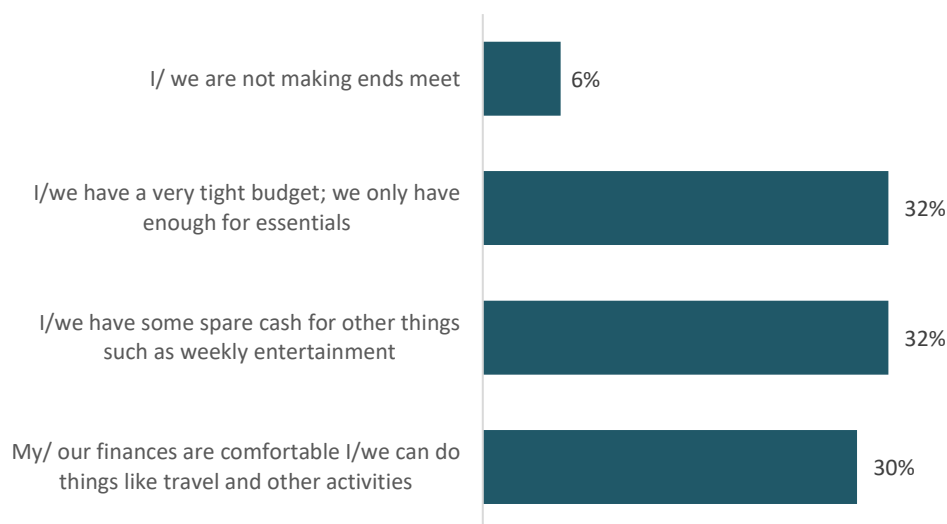 I/ we are not making ends meet
6%
I/we have a very tight budget; we only have
enough for essentials
32%
I/we have some spare cash for other things
such as weekly entertainment
32%
My/ our finances are comfortable I/we can do
things like travel and other activities
30%